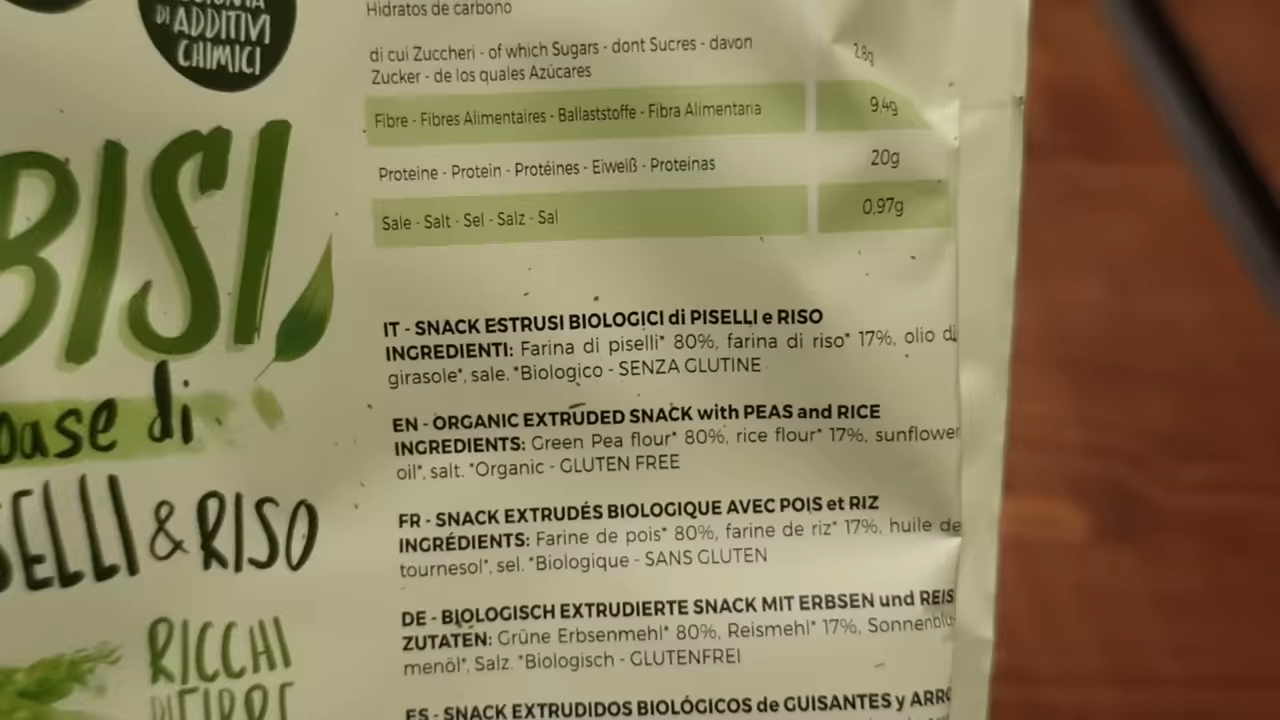 DI ADDITIVI
CHIMICI
BISI
base di
SELLI & RISO
RICCHI
DI FIBRE
Hidratos de carbono
di cui Zuccheri - of which Sugars - dont Sucres - davon
Zucker - de los quales Azúcares
2,8g
Fibre - Fibres Alimentaires - Ballaststoffe - Fibra Alimentaria 9,4g
Proteine - Protein - Protéines - Eiweiß - Proteínas 20g
Sale - Salt - Sel - Salz - Sal 0,97g
IT - SNACK ESTRUSI BIOLOGICI di PISELLI e RISO
INGREDIENTI: Farina di piselli* 80%, farina di riso* 17%, olio di
girasole*, sale. *Biologico - SENZA GLUTINE
EN - ORGANIC EXTRUDED SNACK with PEAS and RICE
INGREDIENTS: Green Pea flour* 80%, rice flour* 17%, sunflower
oil*, salt. *Organic - GLUTEN FREE
FR - SNACK EXTRUDÉS BIOLOGIQUE AVEC POIS et RIZ
INGRÉDIENTS: Farine de pois* 80%, farine de riz* 17%, huile de
tournesol*, sel. *Biologique - SANS GLUTEN
DE - BIOLOGISCH EXTRUDIERTE SNACK MIT ERBSEN und REIS
ZUTATEN: Grüne Erbsenmehl* 80%, Reismehl* 17%, Sonnenblu-
menöl*, Salz. *Biologisch - GLUTENFREI
ES - SNACK EXTRUDIDOS BIOLÓGICOS de GUISANTES y ARRO